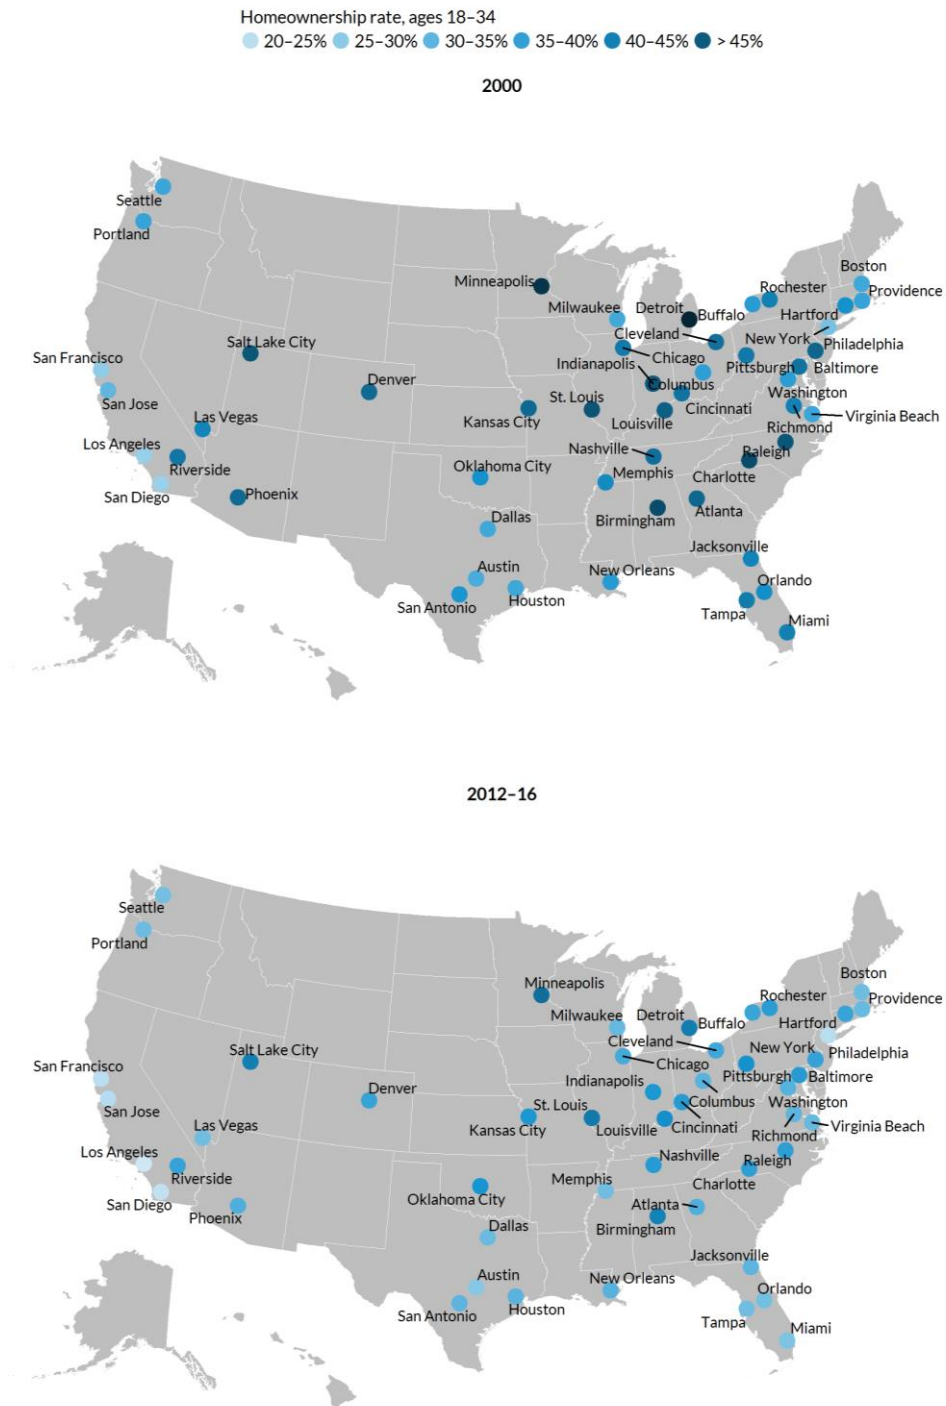 Homeownership rate, ages 18–34
20–25% 25–30% 30–35% 35–40% 40–45% > 45%
2000
Seattle
Portland
Minneapolis
Milwaukee
Detroit
Buffalo
Rochester
Boston
Providence
Hartford
Cleveland
New York
Philadelphia
Chicago
Indianapolis
Pittsburgh
Baltimore
Salt Lake City
San Francisco
Denver
Columbus
Washington
San Jose
St. Louis
Cincinnati
Virginia Beach
Las Vegas
Kansas City
Louisville
Richmond
Los Angeles
Nashville
Raleigh
Riverside
Oklahoma City
Memphis
Charlotte
San Diego
Phoenix
Dallas
Birmingham
Atlanta
Jacksonville
Austin
New Orleans
Orlando
San Antonio
Houston
Tampa
Miami
2012–16
Seattle
Portland
Minneapolis
Milwaukee
Detroit
Buffalo
Rochester
Boston
Providence
Hartford
Cleveland
New York
Philadelphia
Salt Lake City
Chicago
San Francisco
Indianapolis
Pittsburgh
Baltimore
Denver
Columbus
Washington
San Jose
St. Louis
Las Vegas
Kansas City
Louisville
Cincinnati
Virginia Beach
Richmond
Los Angeles
Nashville
Raleigh
Riverside
Memphis
Charlotte
Oklahoma City
San Diego
Phoenix
Atlanta
Birmingham
Dallas
Jacksonville
Austin
New Orleans
Orlando
San Antonio
Houston
Tampa
Miami